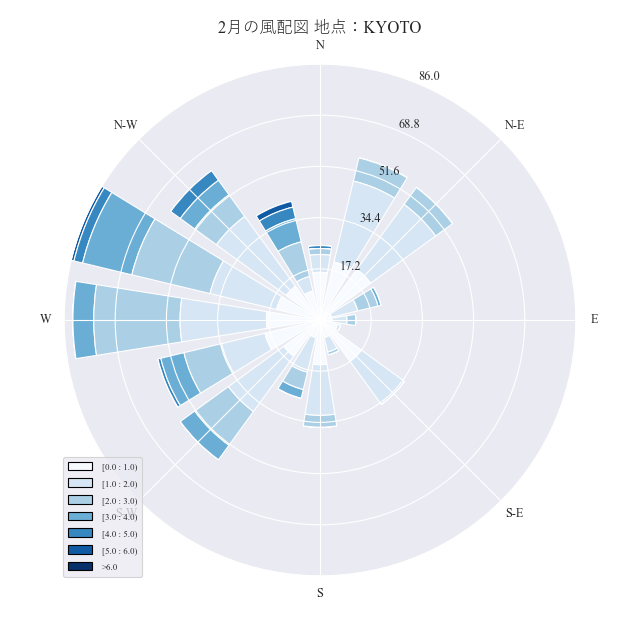 2月の風配図 地点：KYOTO
N
86.0
68.8
51.6
34.4
17.2
N-W
N-E
W
E
S-W
S-E
S
[0.0 : 1.0)
[1.0 : 2.0)
[2.0 : 3.0)
[3.0 : 4.0)
[4.0 : 5.0)
[5.0 : 6.0)
>6.0